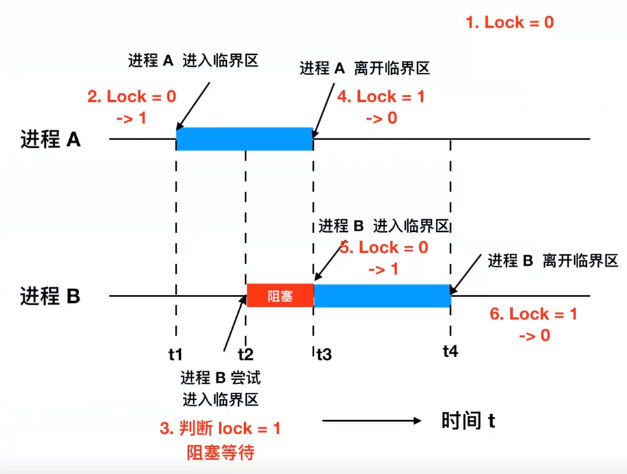 1. Lock = 0
进程 A 进入临界区
进程 A 离开临界区
2. Lock = 0
-> 1
4. Lock = 1
-> 0
进程 A
进程 B 进入临界区
5. Lock = 0
-> 1
进程 B 离开临界区
进程 B
阻塞
6. Lock = 1
-> 0
t1
t2
t3
t4
进程 B 尝试
进入临界区
3. 判断 lock = 1
阻塞等待
时间 t